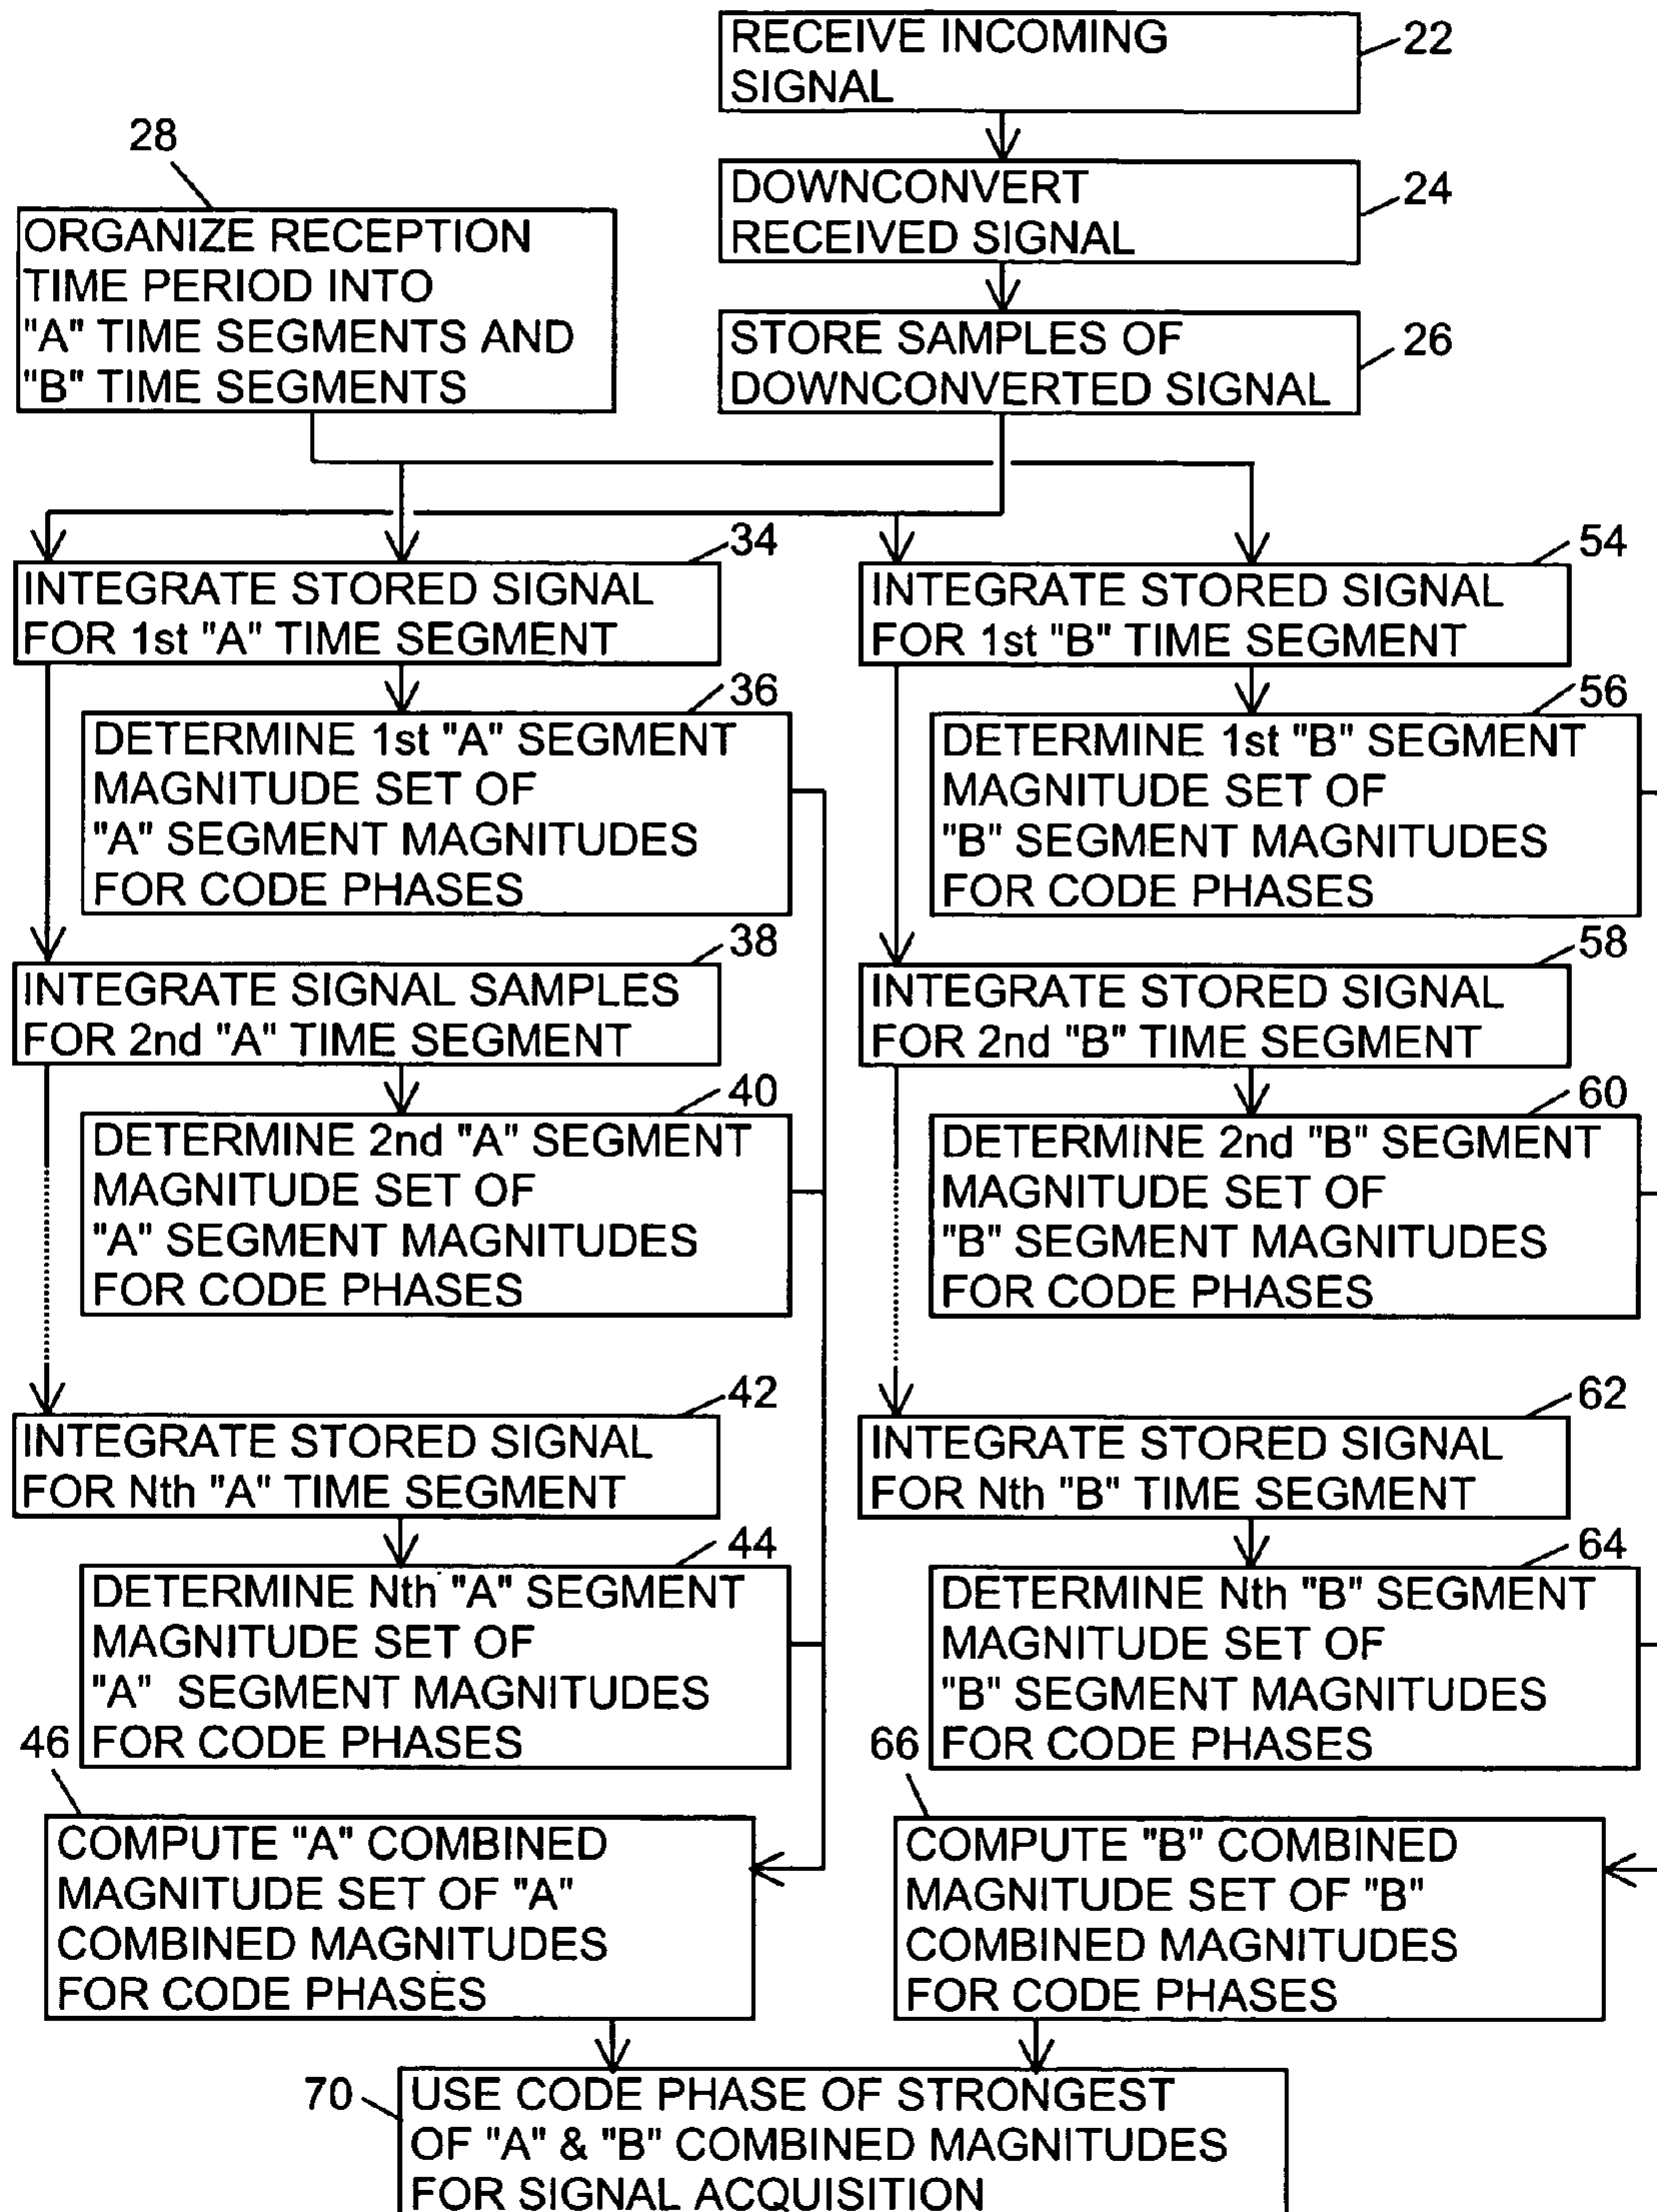 RECEIVE INCOMING
SIGNAL
22
28
DOWNCONVERT
RECEIVED SIGNAL
24
ORGANIZE RECEPTION
TIME PERIOD INTO
"A" TIME SEGMENTS AND
"B" TIME SEGMENTS
STORE SAMPLES OF
DOWNCONVERTED SIGNAL
26
34
INTEGRATE STORED SIGNAL
FOR 1st "A" TIME SEGMENT
36
DETERMINE 1st "A" SEGMENT
MAGNITUDE SET OF
"A" SEGMENT MAGNITUDES
FOR CODE PHASES
38
INTEGRATE SIGNAL SAMPLES
FOR 2nd "A" TIME SEGMENT
40
DETERMINE 2nd "A" SEGMENT
MAGNITUDE SET OF
"A" SEGMENT MAGNITUDES
FOR CODE PHASES
42
INTEGRATE STORED SIGNAL
FOR Nth "A" TIME SEGMENT
44
DETERMINE Nth "A" SEGMENT
MAGNITUDE SET OF
"A" SEGMENT MAGNITUDES
FOR CODE PHASES
46
COMPUTE "A" COMBINED
MAGNITUDE SET OF "A"
COMBINED MAGNITUDES
FOR CODE PHASES
54
INTEGRATE STORED SIGNAL
FOR 1st "B" TIME SEGMENT
56
DETERMINE 1st "B" SEGMENT
MAGNITUDE SET OF
"B" SEGMENT MAGNITUDES
FOR CODE PHASES
58
INTEGRATE STORED SIGNAL
FOR 2nd "B" TIME SEGMENT
60
DETERMINE 2nd "B" SEGMENT
MAGNITUDE SET OF
"B" SEGMENT MAGNITUDES
FOR CODE PHASES
62
INTEGRATE STORED SIGNAL
FOR Nth "B" TIME SEGMENT
64
DETERMINE Nth "B" SEGMENT
MAGNITUDE SET OF
"B" SEGMENT MAGNITUDES
FOR CODE PHASES
66
COMPUTE "B" COMBINED
MAGNITUDE SET OF "B"
COMBINED MAGNITUDES
FOR CODE PHASES
70
USE CODE PHASE OF STRONGEST
OF "A" & "B" COMBINED MAGNITUDES
FOR SIGNAL ACQUISITION